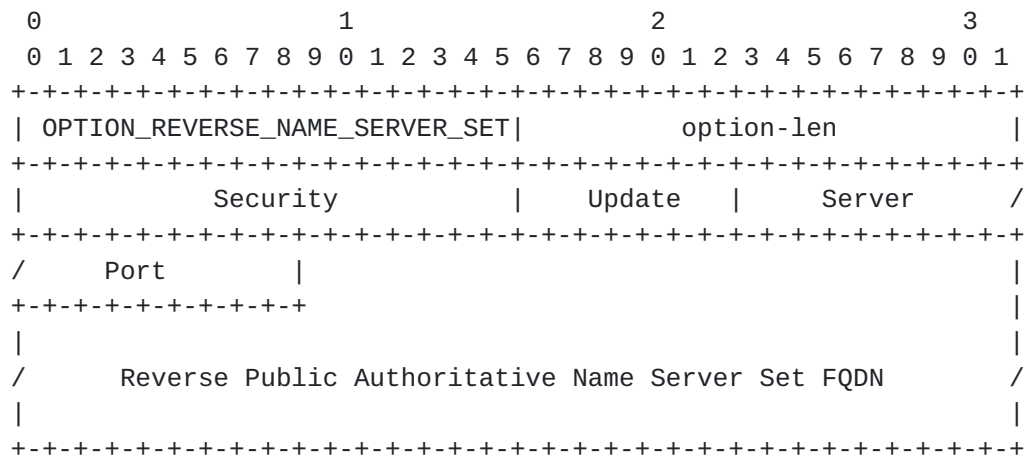 0                   1                   2                   3
 0 1 2 3 4 5 6 7 8 9 0 1 2 3 4 5 6 7 8 9 0 1 2 3 4 5 6 7 8 9 0 1
+-+-+-+-+-+-+-+-+-+-+-+-+-+-+-+-+-+-+-+-+-+-+-+-+-+-+-+-+-+-+-+-+
| OPTION_REVERSE_NAME_SERVER_SET|          option-len           |
+-+-+-+-+-+-+-+-+-+-+-+-+-+-+-+-+-+-+-+-+-+-+-+-+-+-+-+-+-+-+-+-+
|            Security           |    Update   |     Server      /
+-+-+-+-+-+-+-+-+-+-+-+-+-+-+-+-+-+-+-+-+-+-+-+-+-+-+-+-+-+-+-+-+
/     Port        |                                             |
+-+-+-+-+-+-+-+-+-+                                             |
|                                                               |
/      Reverse Public Authoritative Name Server Set FQDN        /
|                                                               |
+-+-+-+-+-+-+-+-+-+-+-+-+-+-+-+-+-+-+-+-+-+-+-+-+-+-+-+-+-+-+-+-+